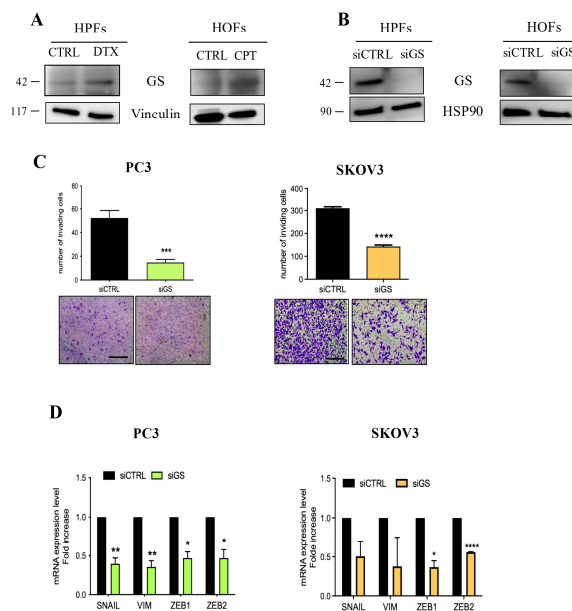 A
HPFs
CTRL DTX
42
GS
117
Vinculin
HOFs
CTRL CPT
B
HPFs
siCTRL siGS
42
GS
90
HSP90
HOFs
siCTRL siGS
C
PC3
number of invading cells
80
60
40
20
0
***
siCTRL siGS
SKOV3
number of inviding cells
400
300
200
100
0
****
siCTRL siGS
D
PC3
siCTRL siGS
mRNA expression level
Fold increase
1.5
1.0
0.5
0.0
** ** * *
SNAIL VIM ZEB1 ZEB2
SKOV3
siCTRL siGS
mRNA expression level
Folde increase
1.5
1.0
0.5
0.0
* ****
SNAIL VIM ZEB1 ZEB2